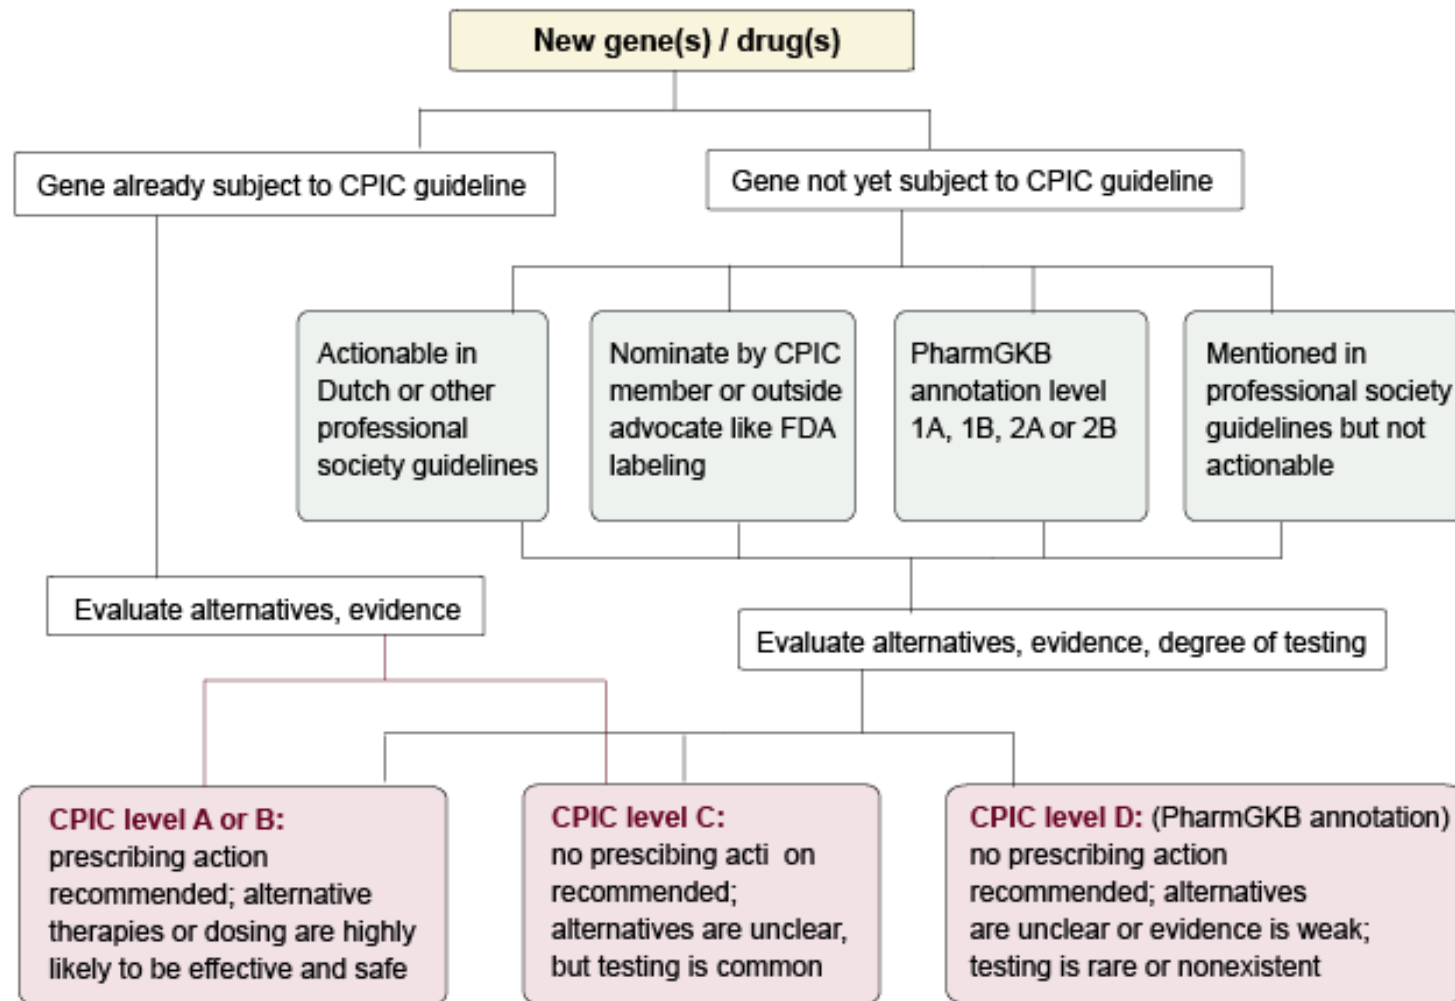 New gene(s) / drug(s)
Gene already subject to CPIC guideline
Gene not yet subject to CPIC guideline
Actionable in
Dutch or other
professional
society guidelines
Nominate by CPIC
member or outside
advocate like FDA
labeling
PharmGKB
annotation level
1A, 1B, 2A or 2B
Mentioned in
professional society
guidelines but not
actionable
Evaluate alternatives, evidence
Evaluate alternatives, evidence, degree of testing
CPIC level A or B:
prescribing action
recommended; alternative
therapies or dosing are highly
likely to be effective and safe
CPIC level C:
no prescibing acti on
recommended;
alternatives are unclear,
but testing is common
CPIC level D: (PharmGKB annotation)
no prescribing action
recommended; alternatives
are unclear or evidence is weak;
testing is rare or nonexistent